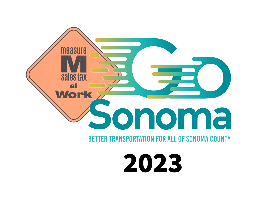 measure
M
sales tax
at
Work
Go
Sonoma
BETTER TRANSPORTATION FOR ALL OF SONOMA COUNTY
2023